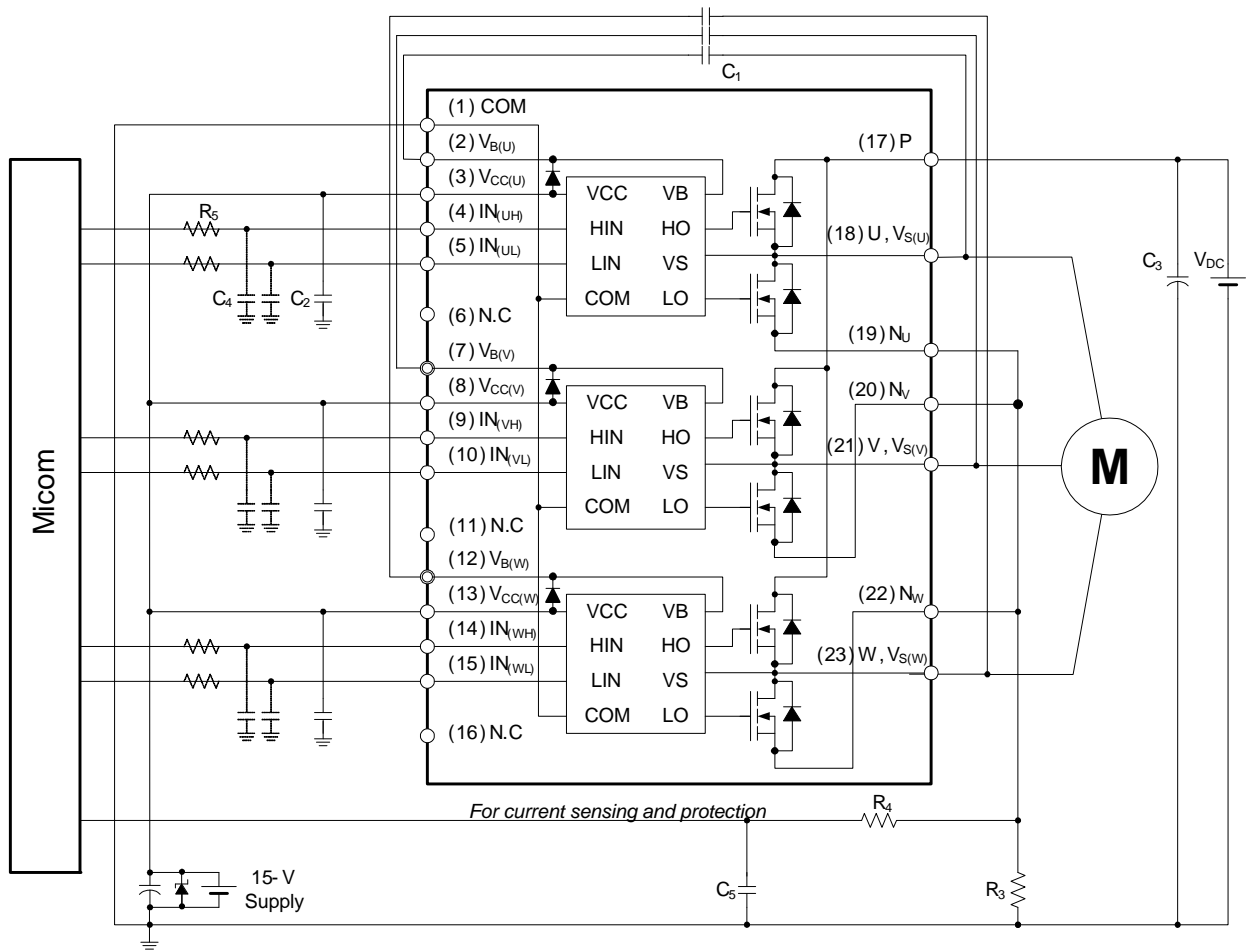 C1
(1) COM
(2) VB(U)
(3) VCC(U)
(4) IN(UH)
(5) IN(UL)
(6) N.C
(7) VB(V)
(8) VCC(V)
(9) IN(VH)
(10) IN(VL)
(11) N.C
(12) VB(W)
(13) VCC(W)
(14) IN(WH)
(15) IN(WL)
(16) N.C
VCC VB
HIN HO
LIN VS
COM LO
VCC VB
HIN HO
LIN VS
COM LO
VCC VB
HIN HO
LIN VS
COM LO
(17) P
(18) U, VS(U)
(19) NU
(20) NV
(21) V, VS(V)
(22) NW
(23) W, VS(W)
Micom
R5
C4
C2
C3
VDC
M
For current sensing and protection
R4
C5
R3
15- V
Supply